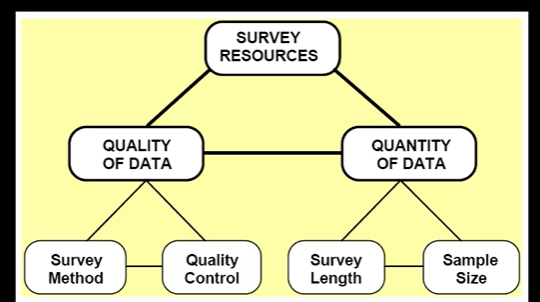 SURVEY
RESOURCES
QUALITY
OF DATA
QUANTITY
OF DATA
Survey
Method
Quality
Control
Survey
Length
Sample
Size